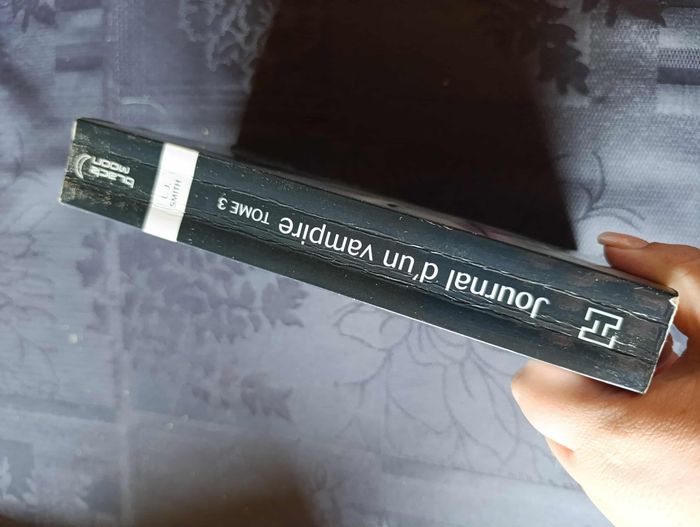 Journal d'un vampire TOME 3
L.J.
SMITH
black
moon